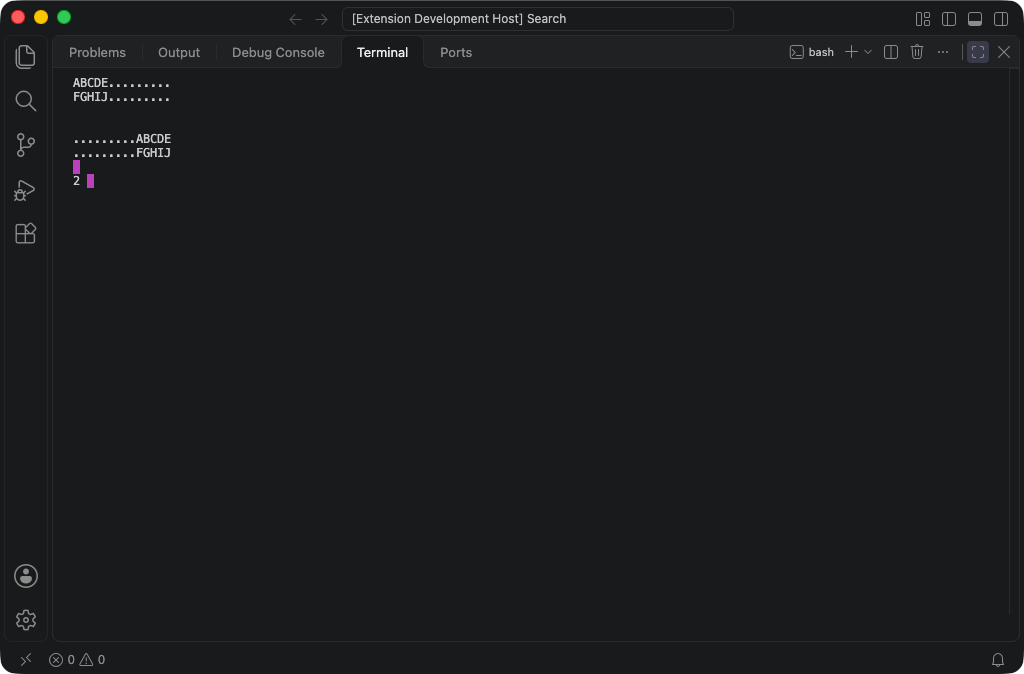 [Extension Development Host] Search
Problems Output Debug Console Terminal Ports bash
ABCDE.........
FGHIJ.........
.........ABCDE
.........FGHIJ
2
0 0